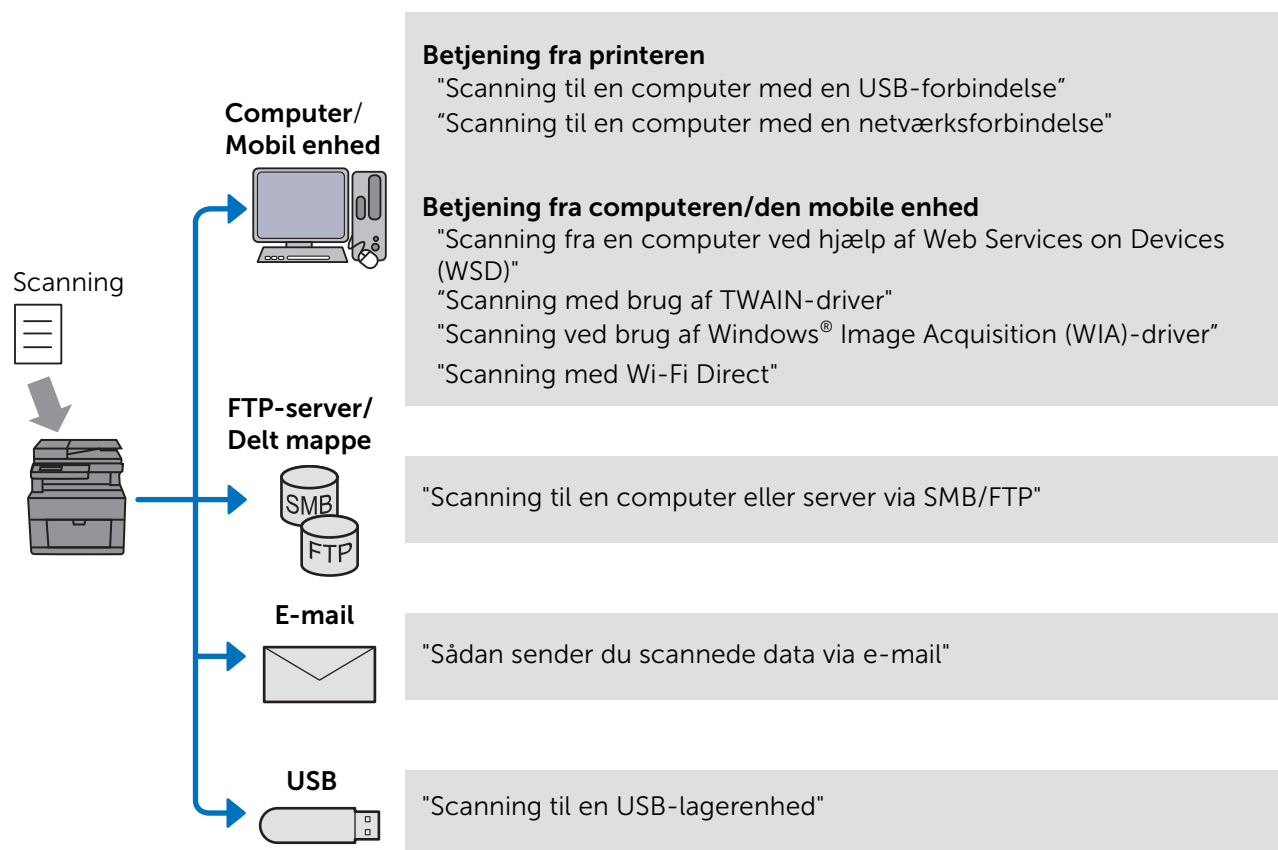 Scanning
Computer/
Mobil enhed
Betjening fra printeren
"Scanning til en computer med en USB-forbindelse”
“Scanning til en computer med en netværksforbindelse"
Betjening fra computeren/den mobile enhed
"Scanning fra en computer ved hjælp af Web Services on Devices
(WSD)"
“Scanning med brug af TWAIN-driver"
"Scanning ved brug af Windows® Image Acquisition (WIA)-driver”
"Scanning med Wi-Fi Direct"
FTP-server/
Delt mappe
SMB
FTP
"Scanning til en computer eller server via SMB/FTP"
E-mail
"Sådan sender du scannede data via e-mail"
USB
"Scanning til en USB-lagerenhed"